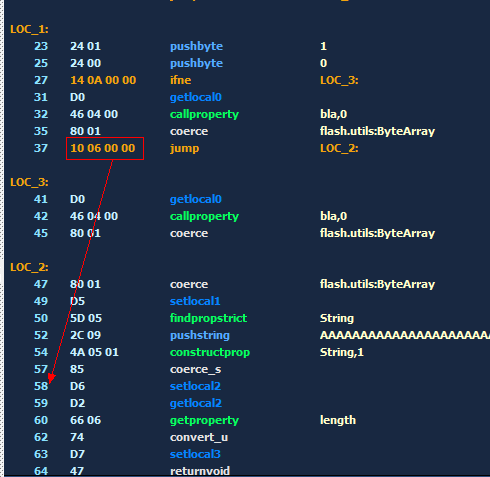 LOC_1:
23 24 01 pushbyte 1
25 24 00 pushbyte 0
27 14 0A 00 00 ifne LOC_3:
31 D0 getlocal0
32 46 04 00 callproperty bla,0
35 80 01 coerce flash.utils:ByteArray
37 10 06 00 00 jump LOC_2:
LOC_3:
41 D0 getlocal0
42 46 04 00 callproperty bla,0
45 80 01 coerce flash.utils:ByteArray
LOC_2:
47 80 01 coerce flash.utils:ByteArray
49 D5 setlocal1
50 5D 05 findpropstrict String
52 2C 09 pushstring AAAAAAAAAAAAAAAAAAAAAA
54 4A 05 01 constructprop String,1
57 85 coerce_s
58 D6 setlocal2
59 D2 getlocal2
60 66 06 getproperty length
62 74 convert_u
63 D7 setlocal3
64 47 returnvoid